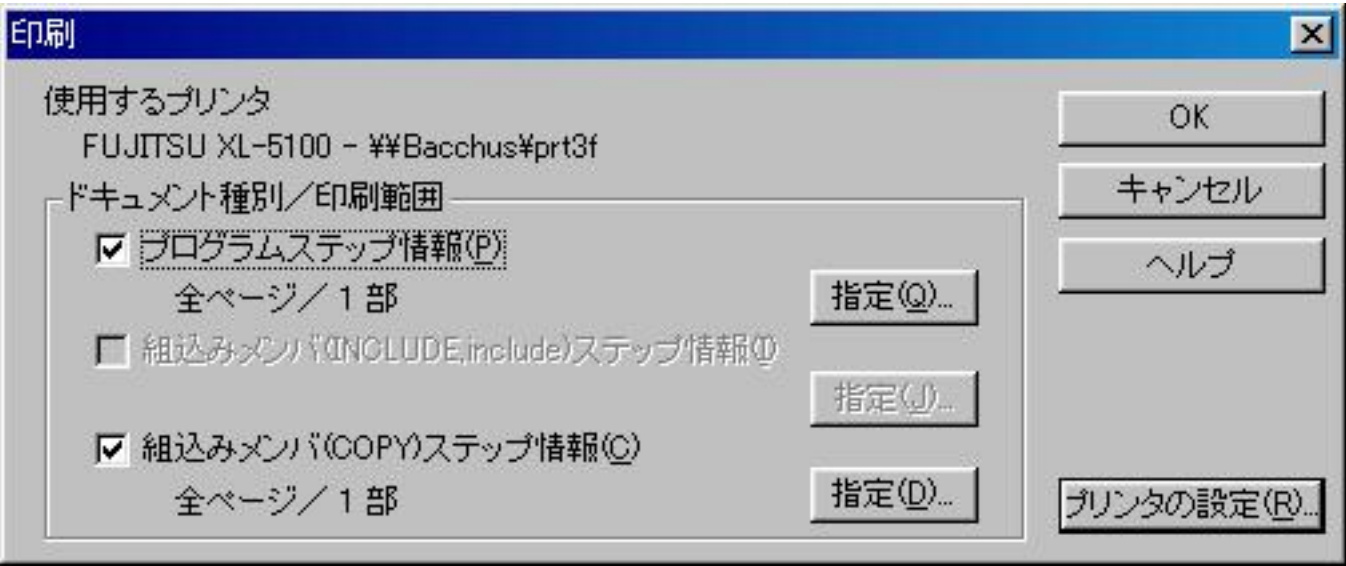 印刷
使用するプリンタ
FUJITSU XL-5100 - ¥¥Bacchus¥prt3f
ドキュメント種別／印刷範囲
プログラムステップ情報(P)
全ページ／1部
指定(Q)...
組込みメンバ(INCLUDE,include)ステップ情報(I)
指定(J)...
組込みメンバ(COPY)ステップ情報(C)
全ページ／1部
指定(D)...
OK
キャンセル
ヘルプ
プリンタの設定(R)...